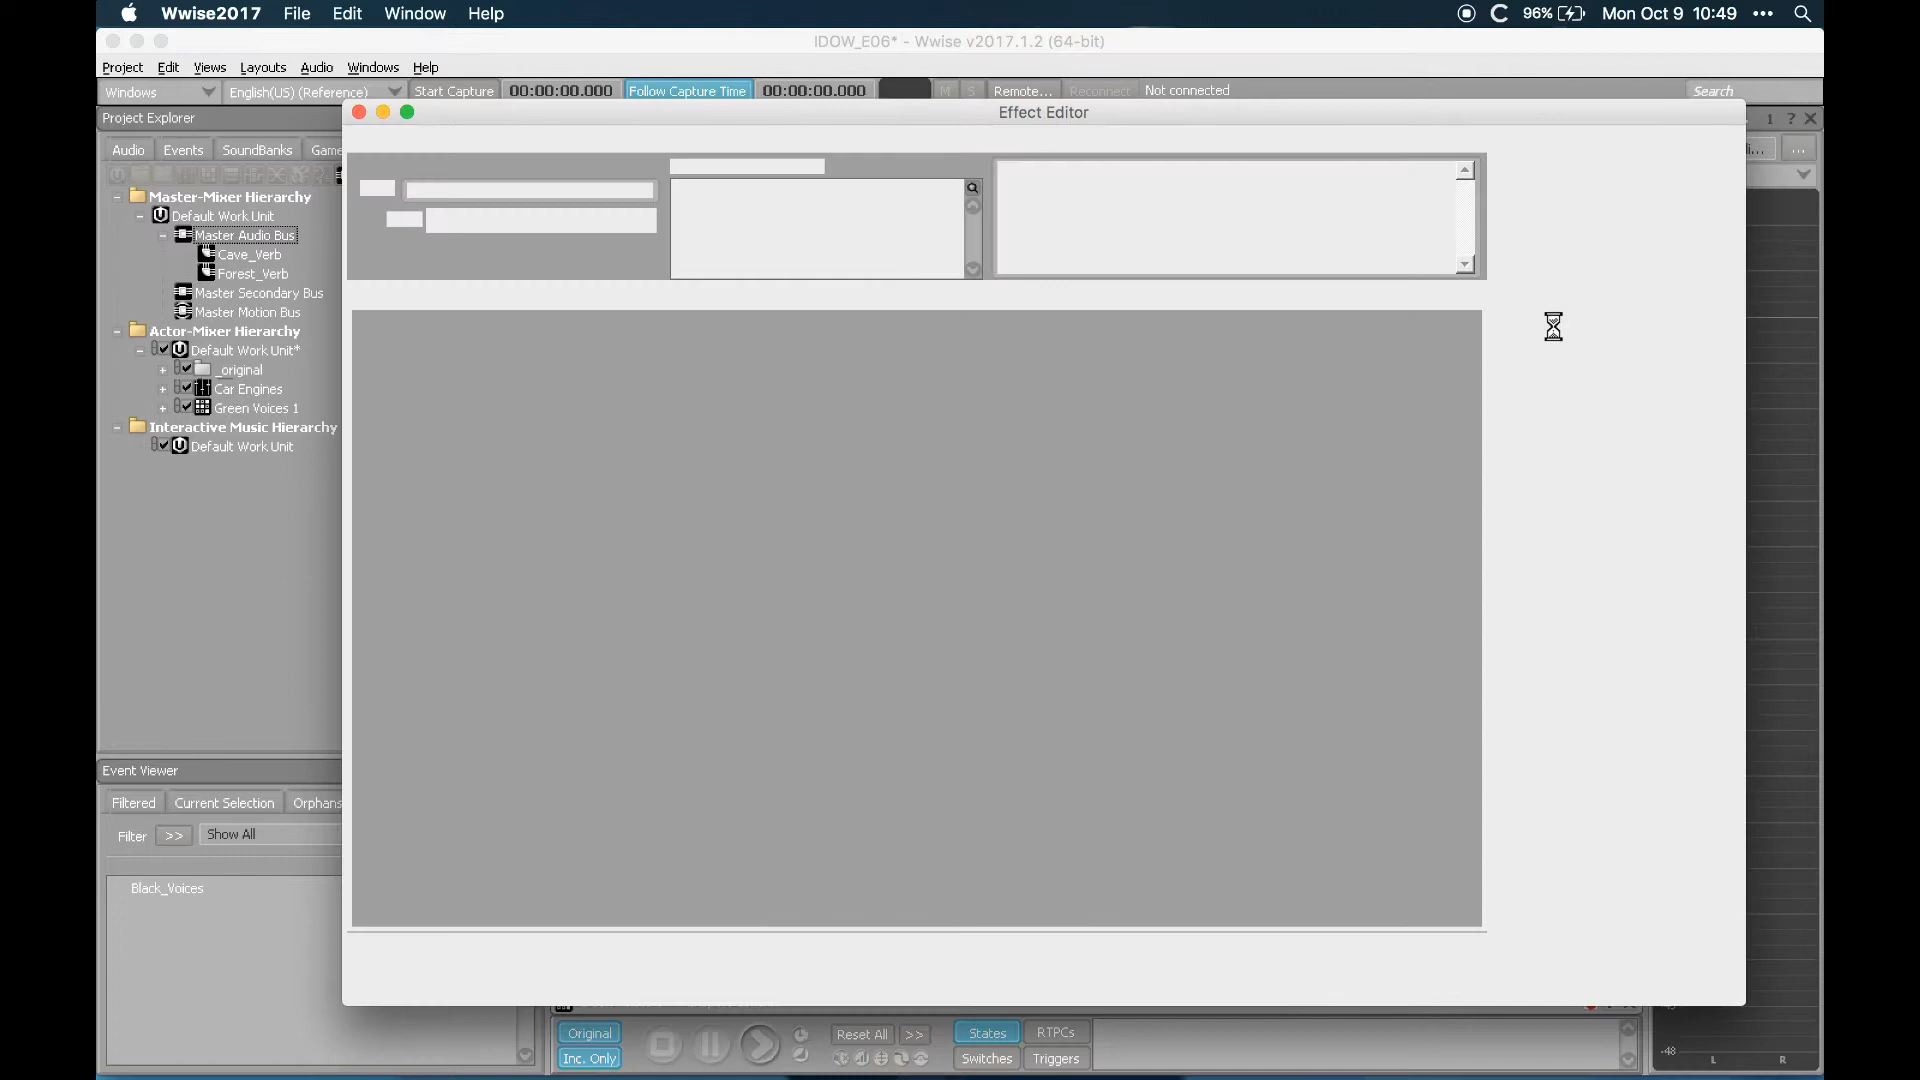 Wwise2017 File Edit Window Help 96% Mon Oct 9 10:49
IDOW_E06* - Wwise v2017.1.2 (64-bit)
Project Edit Views Layouts Audio Windows Help
Windows English(US) (Reference) Start Capture 00:00:00.000 Follow Capture Time 00:00:00.000 M S Remote... Reconnect Not connected Search
Effect Editor
Project Explorer
1 ? X
Audio Events SoundBanks Game
...
Master-Mixer Hierarchy
Default Work Unit
Master Audio Bus
Cave_Verb
Forest_Verb
Master Secondary Bus
Master Motion Bus
Actor-Mixer Hierarchy
Default Work Unit*
_original
Car Engines
Green Voices 1
Interactive Music Hierarchy
Default Work Unit
Event Viewer
Filtered Current Selection Orphans
Filter >> Show All
Black_Voices
Original Reset All >> States RTPCs
Inc. Only Switches Triggers
-48
L R